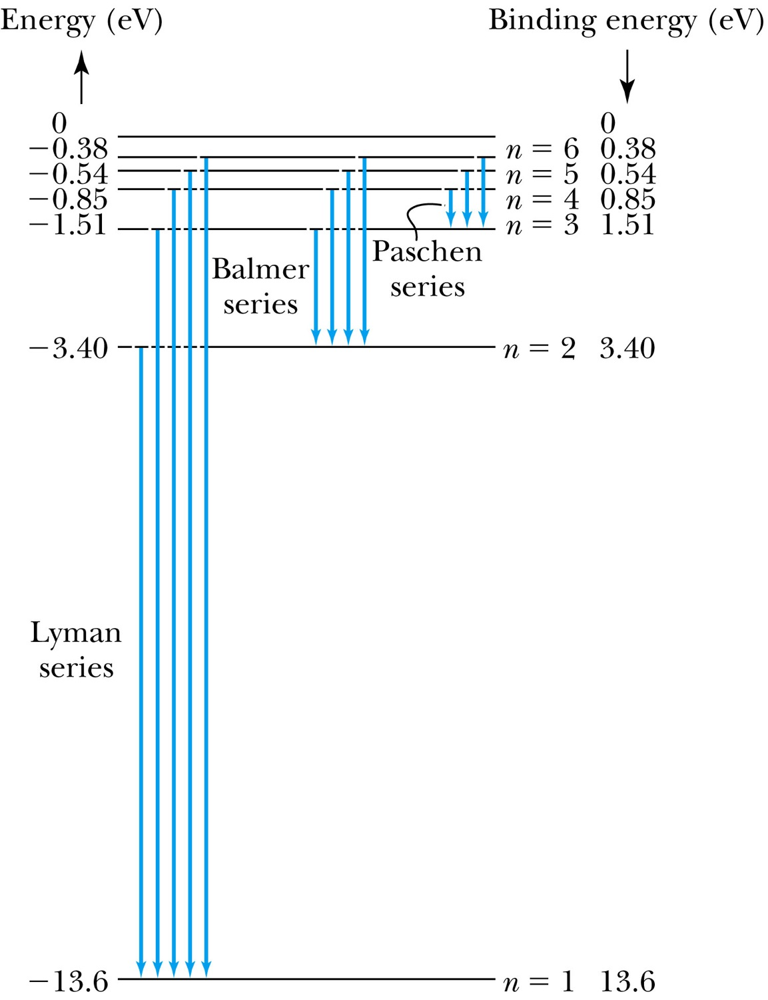 Energy (eV) Binding energy (eV)
0 0
−0.38 n = 6 0.38
−0.54 n = 5 0.54
−0.85 n = 4 0.85
−1.51 n = 3 1.51
Paschen
series
Balmer
series
−3.40 n = 2 3.40
Lyman
series
−13.6 n = 1 13.6